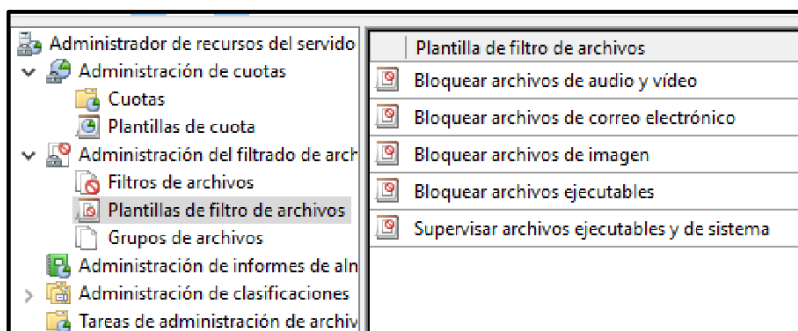 Administrador de recursos del servido
Administración de cuotas
Cuotas
Plantillas de cuota
Administración del filtrado de arch
Filtros de archivos
Plantillas de filtro de archivos
Grupos de archivos
Administración de informes de aln
Administración de clasificaciones
Tareas de administración de archiv
Plantilla de filtro de archivos
Bloquear archivos de audio y vídeo
Bloquear archivos de correo electrónico
Bloquear archivos de imagen
Bloquear archivos ejecutables
Supervisar archivos ejecutables y de sistema